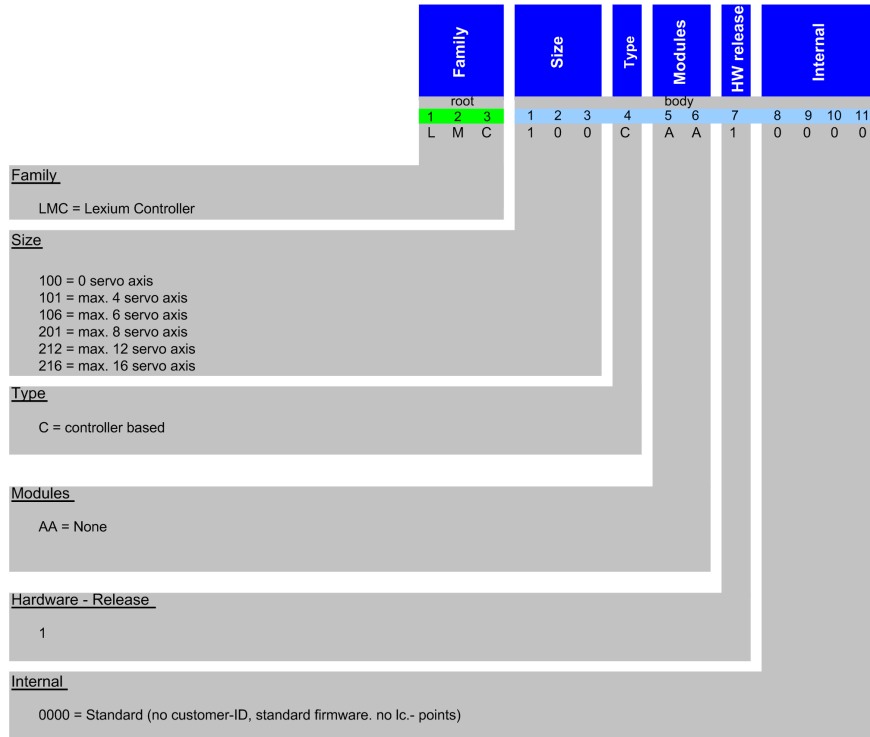 Family Size Type Modules HW release Internal
root body
1 2 3 1 2 3 4 5 6 7 8 9 10 11
L M C 1 0 0 C A A 1 0 0 0 0
Family
LMC = Lexium Controller
Size
100 = 0 servo axis
101 = max. 4 servo axis
106 = max. 6 servo axis
201 = max. 8 servo axis
212 = max. 12 servo axis
216 = max. 16 servo axis
Type
C = controller based
Modules
AA = None
Hardware - Release
1
Internal
0000 = Standard (no customer-ID, standard firmware. no lc.- points)